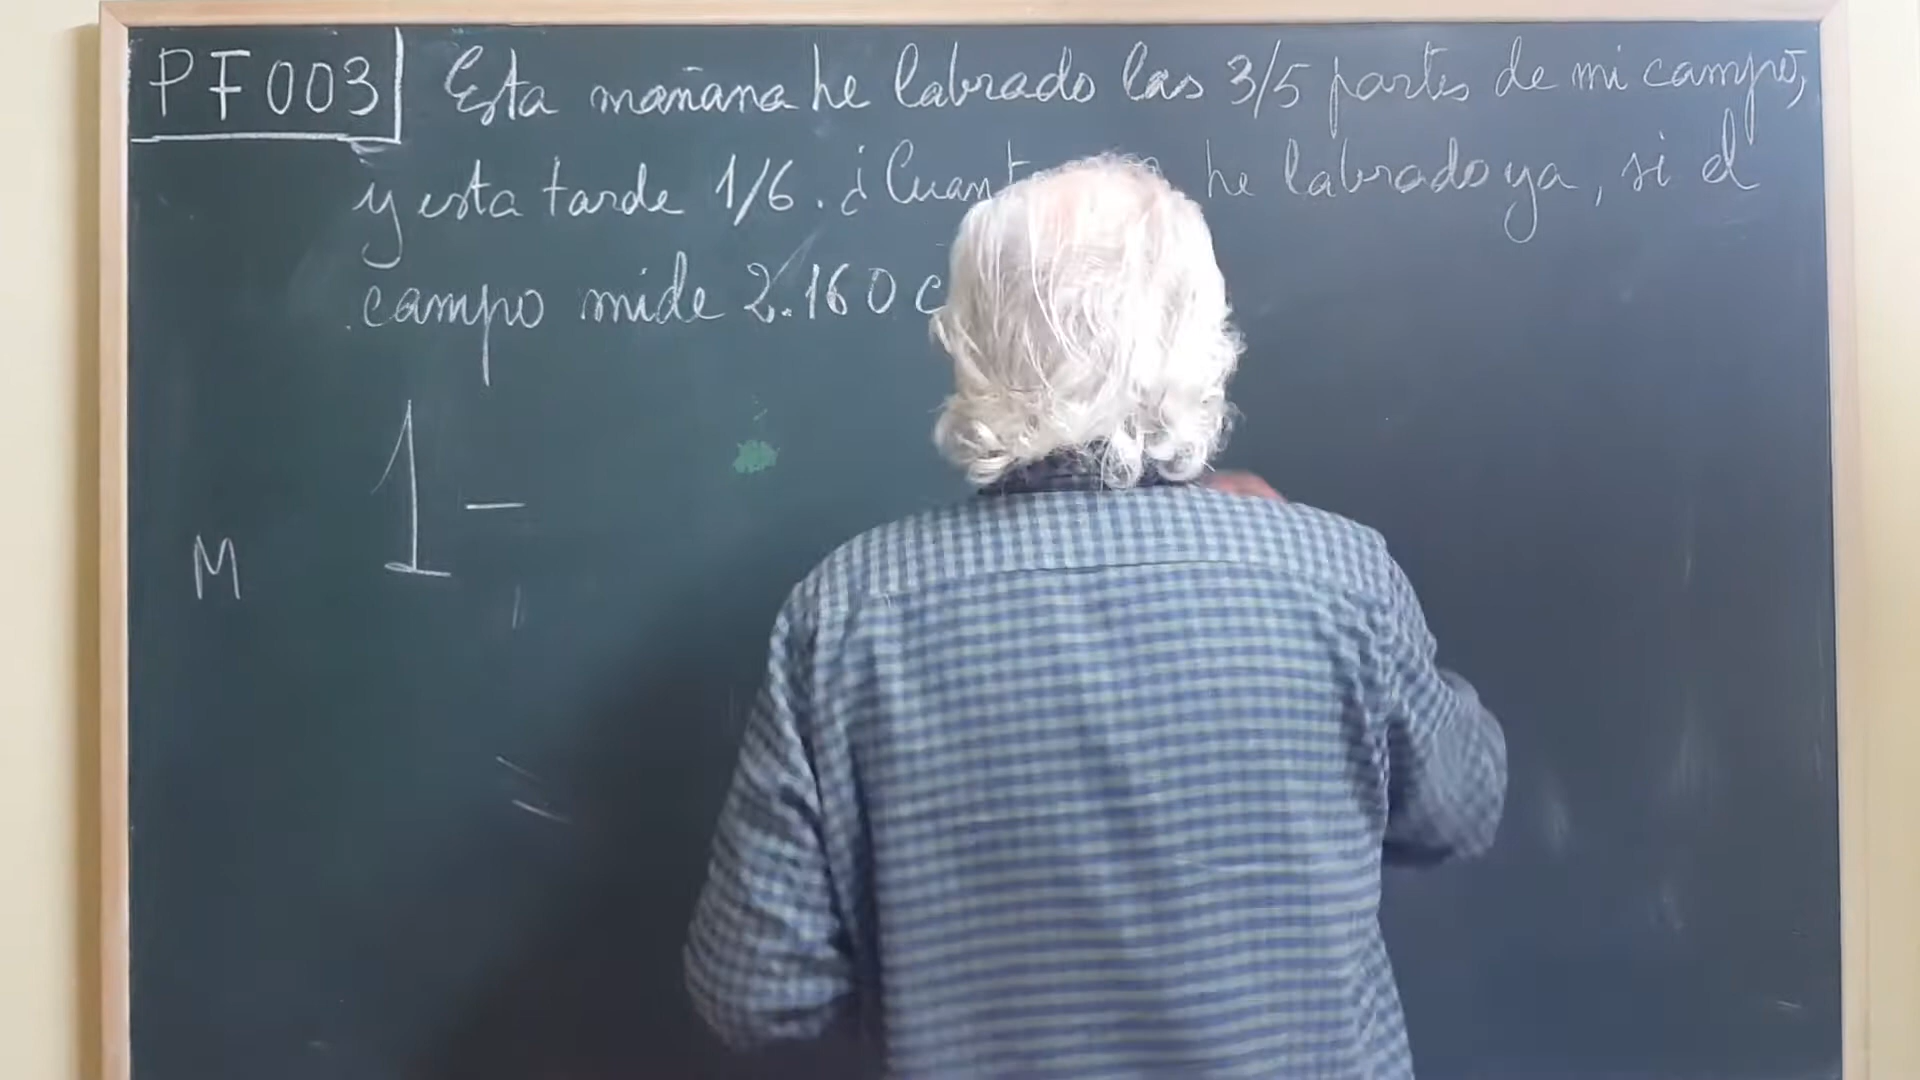 PF003 Esta mañana he labrado las 3/5 partes de mi campo,
y esta tarde 1/6. ¿ he labrado ya, si el
campo mide 2.160
1 -
M